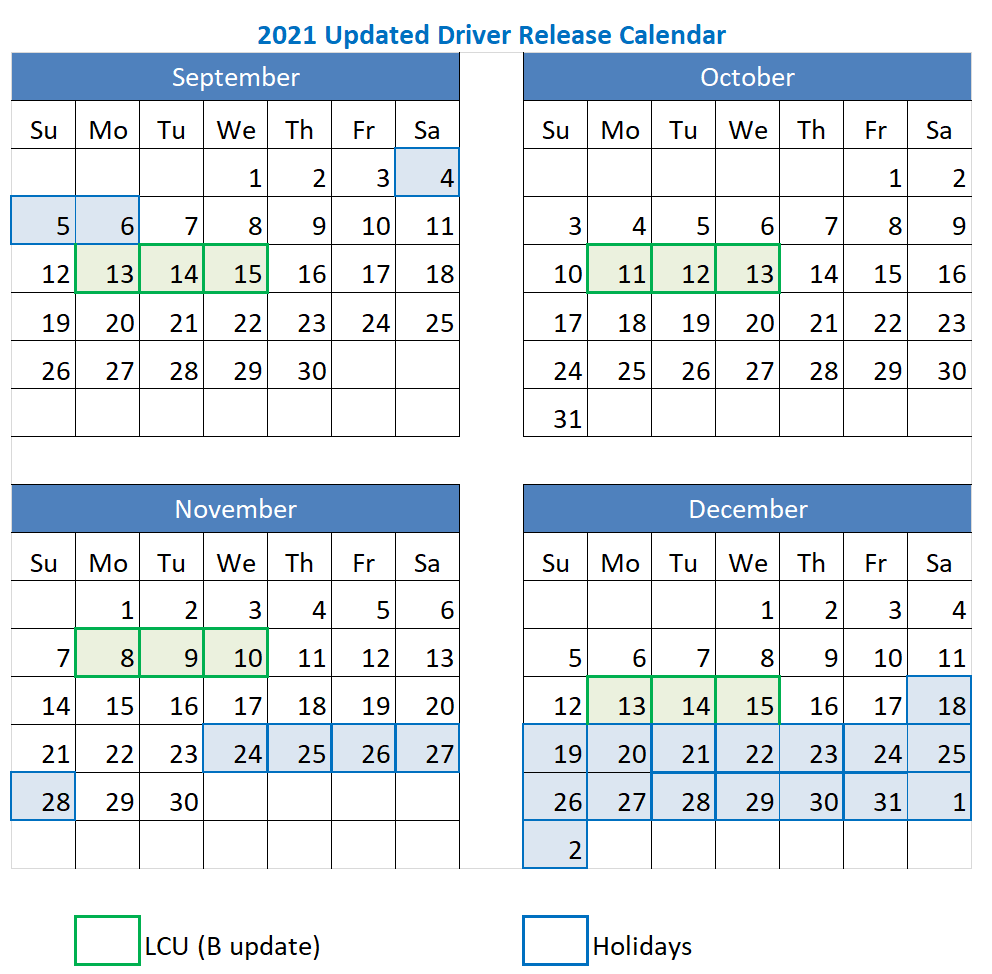 2021 Updated Driver Release Calendar
September
Su Mo Tu We Th Fr Sa
1 2 3 4
5 6 7 8 9 10 11
12 13 14 15 16 17 18
19 20 21 22 23 24 25
26 27 28 29 30
October
Su Mo Tu We Th Fr Sa
1 2
3 4 5 6 7 8 9
10 11 12 13 14 15 16
17 18 19 20 21 22 23
24 25 26 27 28 29 30
31
November
Su Mo Tu We Th Fr Sa
1 2 3 4 5 6
7 8 9 10 11 12 13
14 15 16 17 18 19 20
21 22 23 24 25 26 27
28 29 30
December
Su Mo Tu We Th Fr Sa
1 2 3 4
5 6 7 8 9 10 11
12 13 14 15 16 17 18
19 20 21 22 23 24 25
26 27 28 29 30 31 1
2
LCU (B update)
Holidays